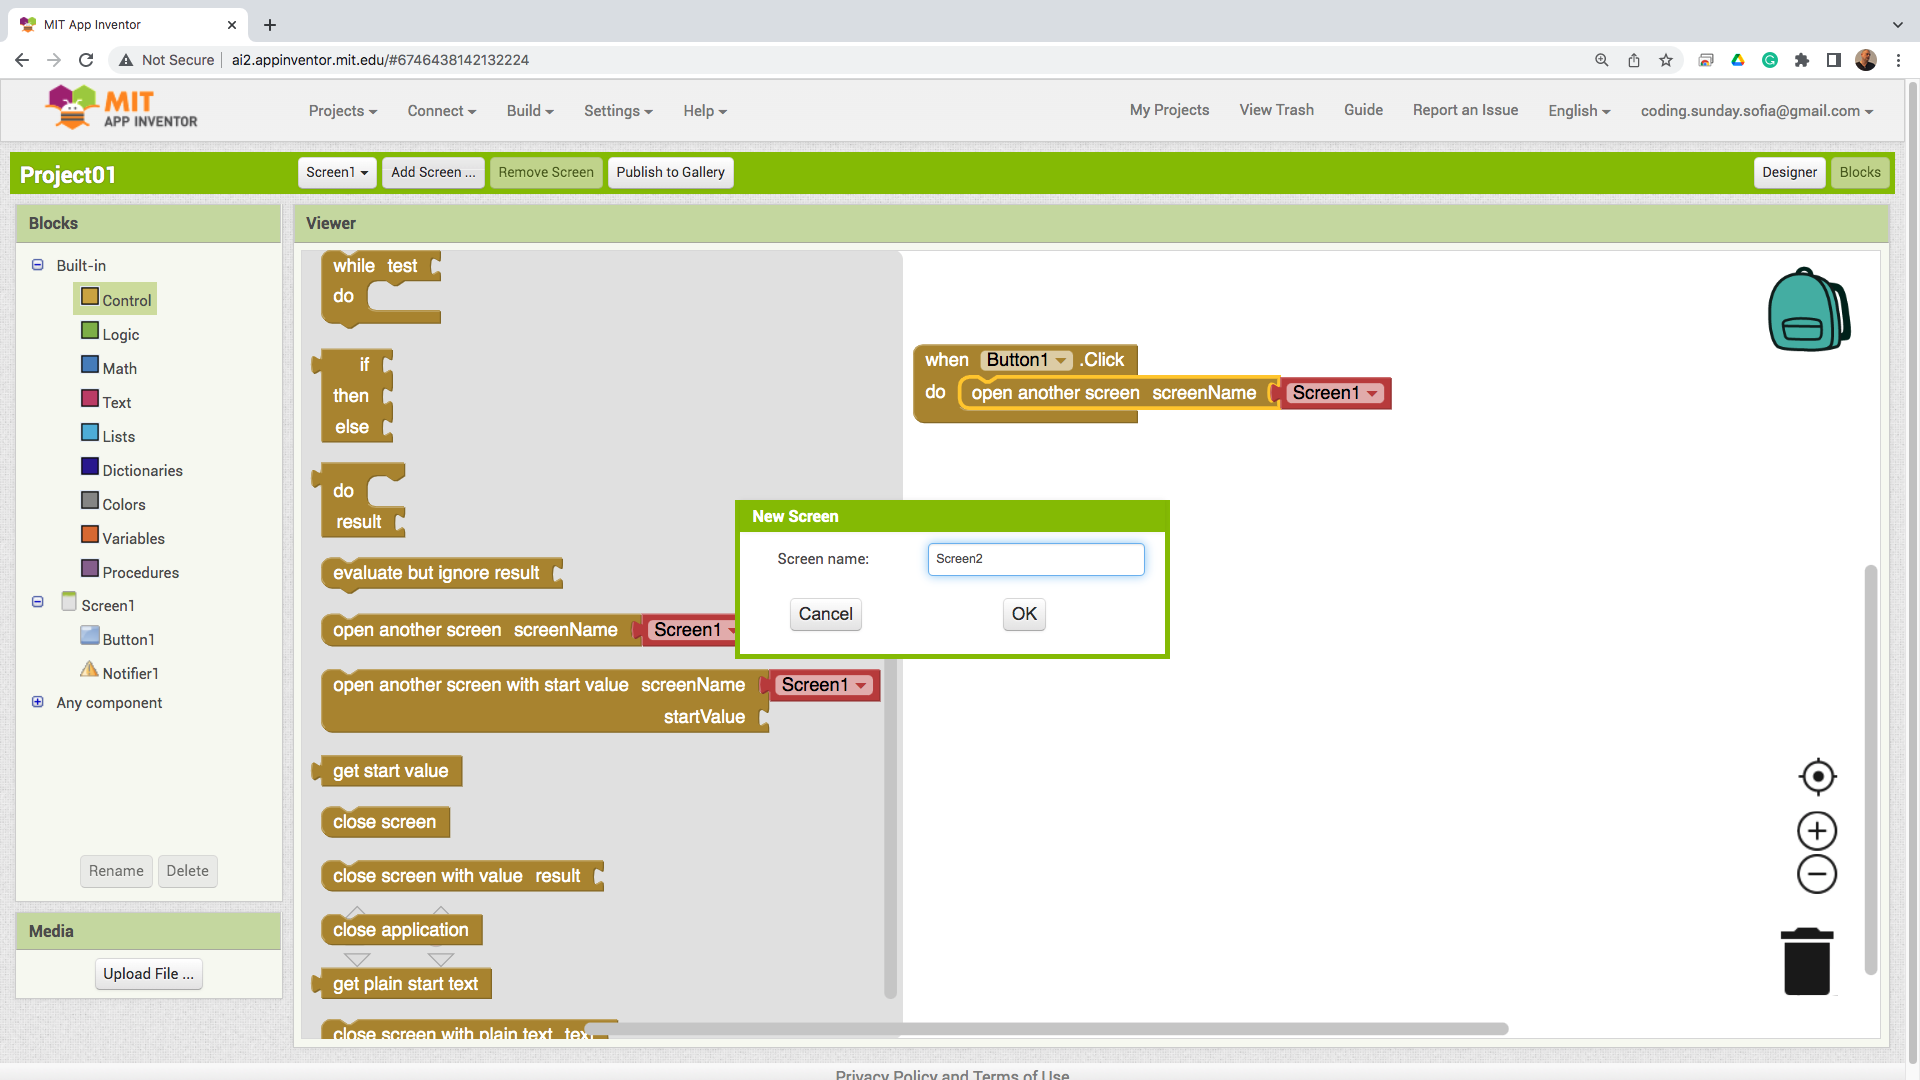 MIT App Inventor
Not Secure
ai2.appinventor.mit.edu/#6746438142132224
MIT
APP INVENTOR
Projects
Connect
Build
Settings
Help
My Projects
View Trash
Guide
Report an Issue
English
coding.sunday.sofia@gmail.com
Project01
Screen1
Add Screen ...
Remove Screen
Publish to Gallery
Designer
Blocks
Blocks
Built-in
Control
Logic
Math
Text
Lists
Dictionaries
Colors
Variables
Procedures
Screen1
Button1
Notifier1
Any component
Rename
Delete
Media
Upload File ...
Viewer
while test
do
if
then
else
do
result
evaluate but ignore result
open another screen screenName Screen1
open another screen with start value screenName Screen1
startValue
get start value
close screen
close screen with value result
close application
get plain start text
close screen with plain text text
when Button1 .Click
do open another screen screenName Screen1
New Screen
Screen name: Screen2
Cancel
OK
Privacy Policy and Terms of Use